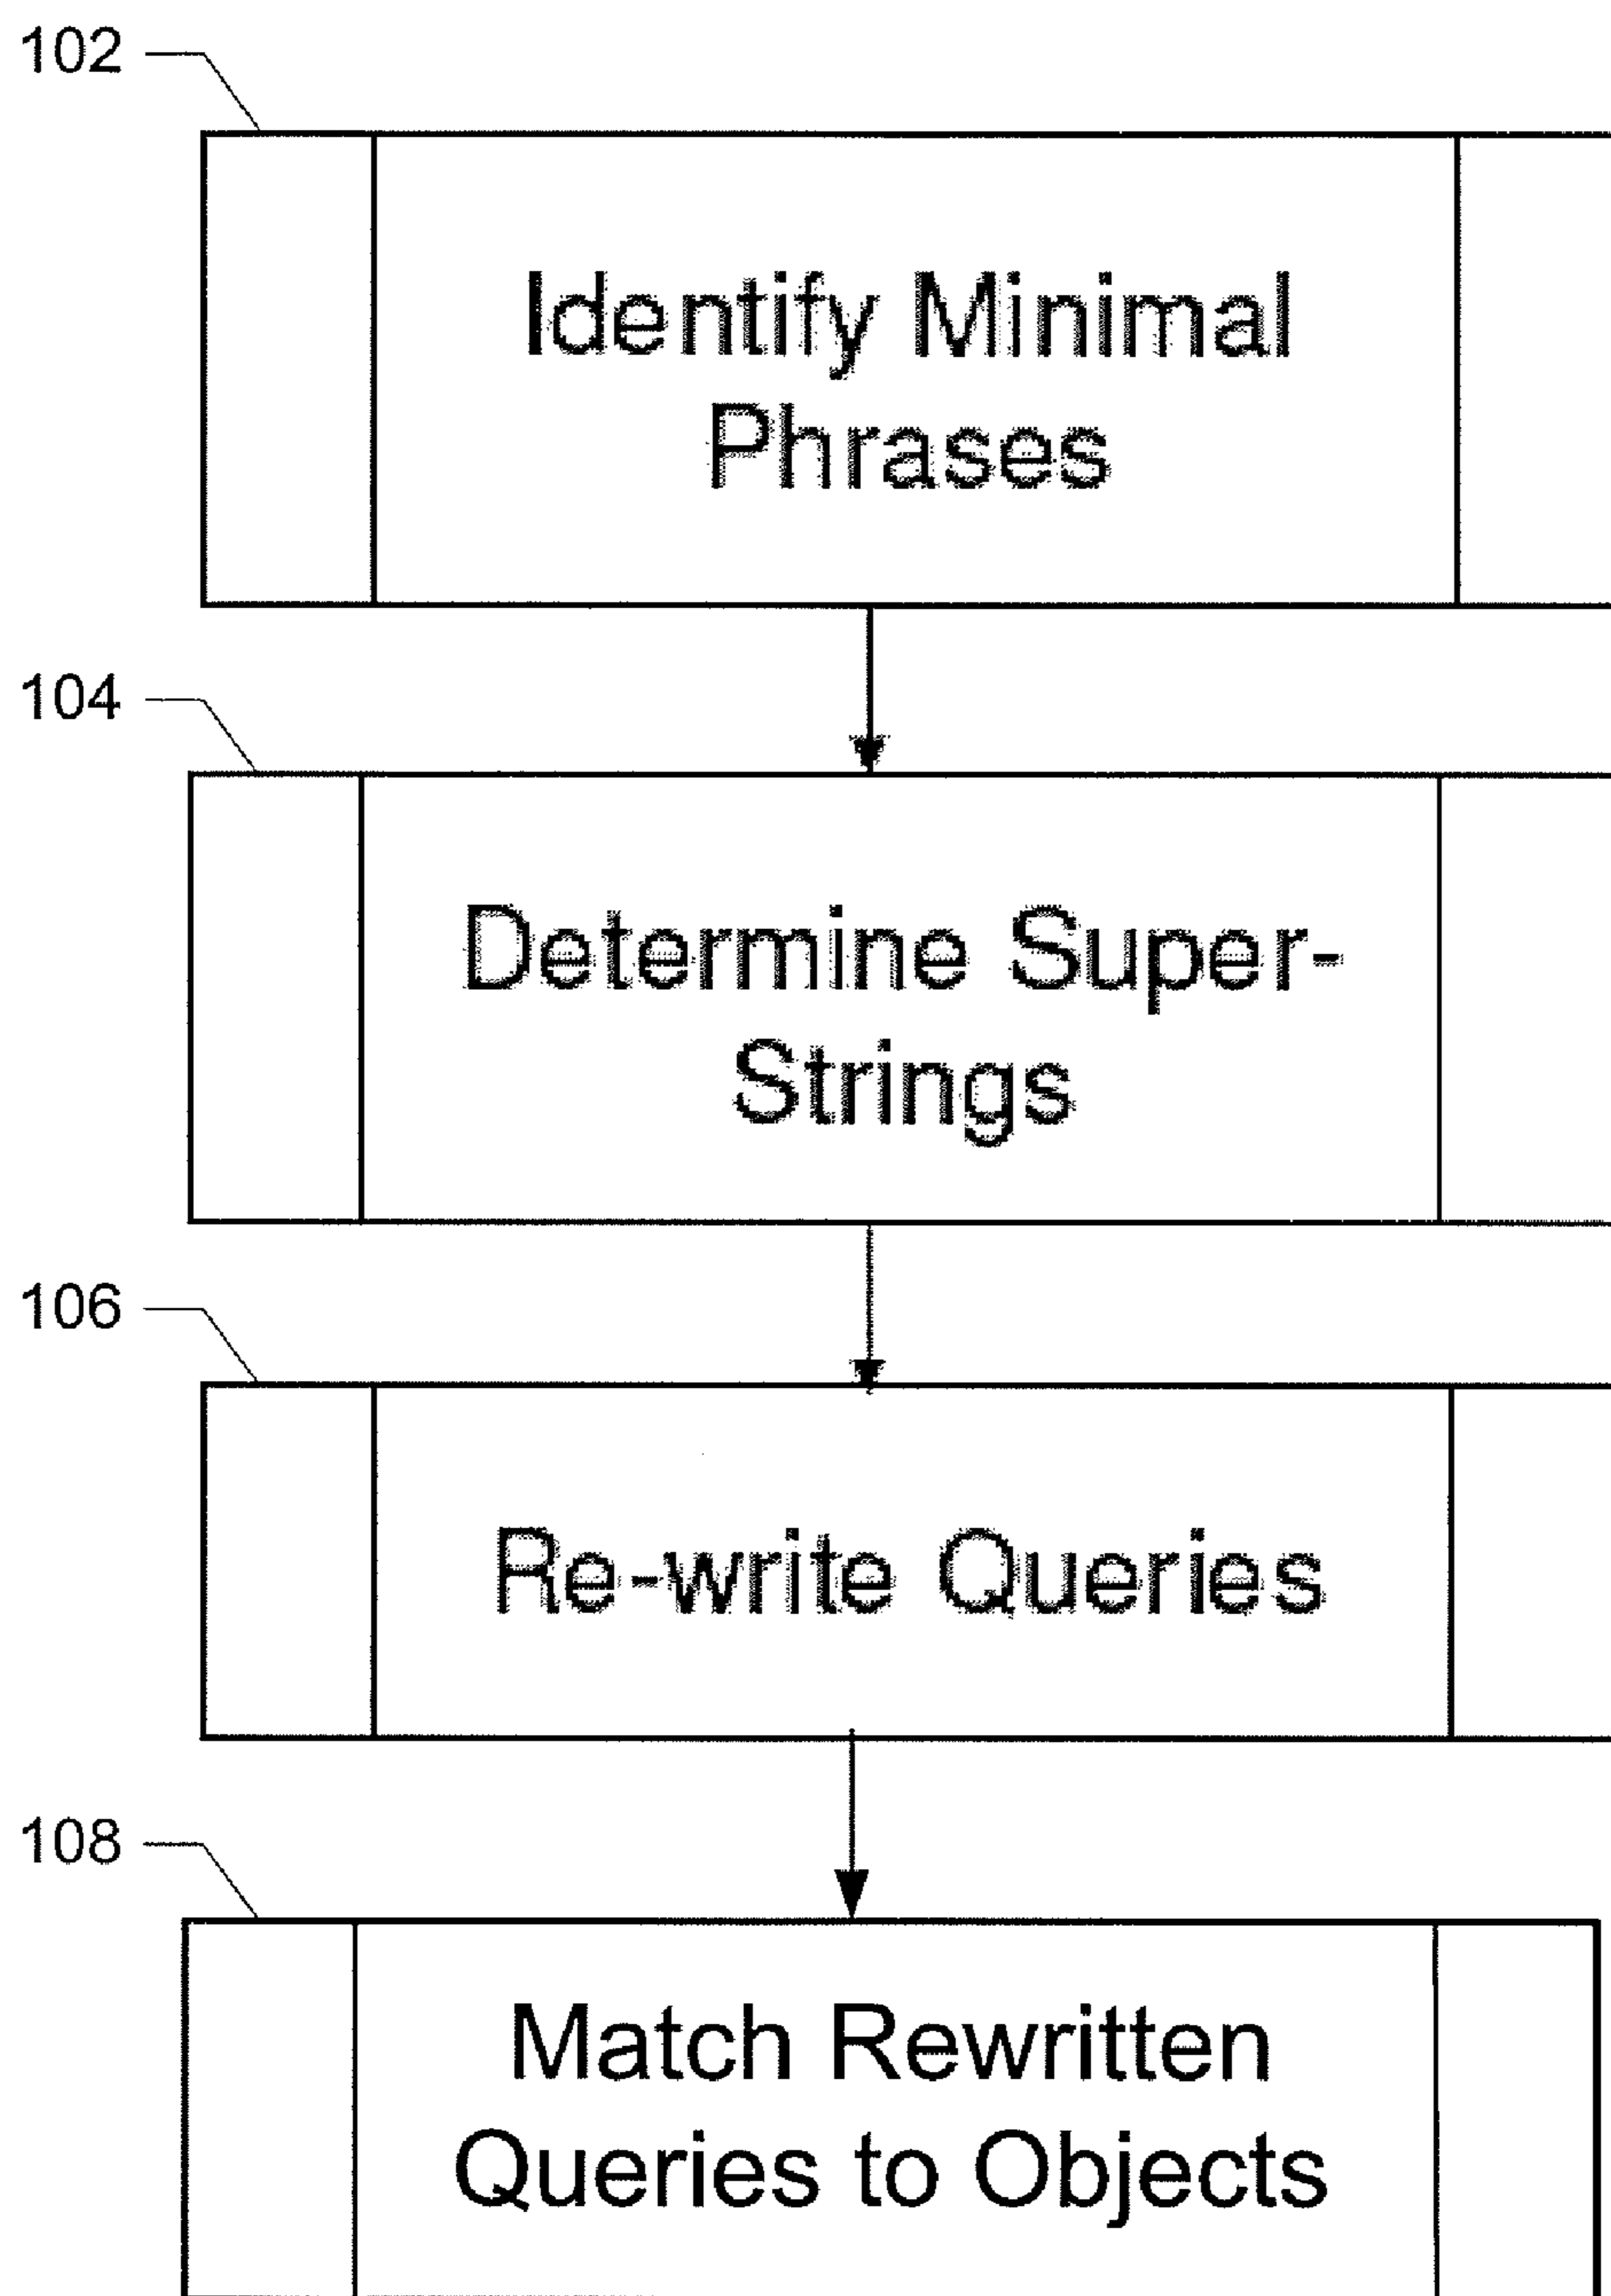 102
Identify Minimal
Phrases
104
Determine Super-
Strings
106
Re-write Queries
108
Match Rewritten
Queries to Objects